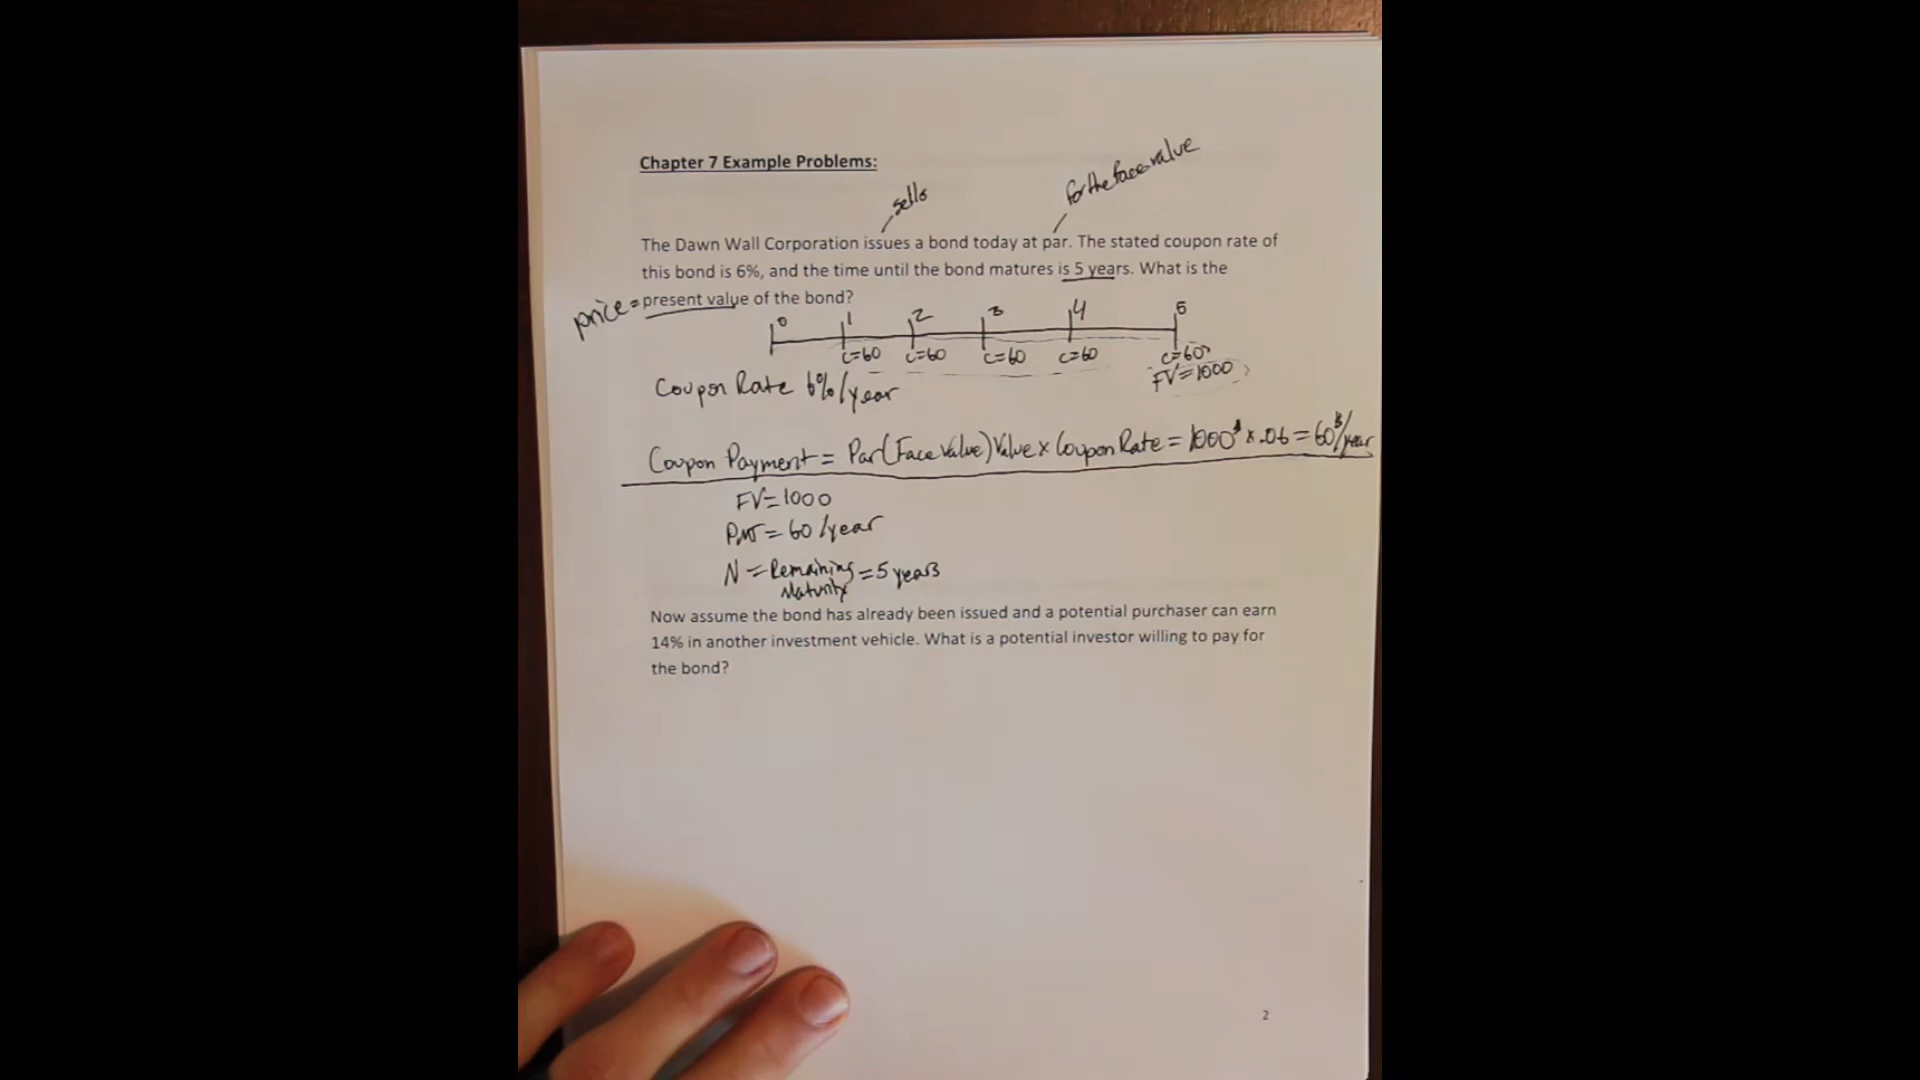 Chapter 7 Example Problems:
sells
for the face value
The Dawn Wall Corporation issues a bond today at par. The stated coupon rate of
this bond is 6%, and the time until the bond matures is 5 years. What is the
price = present value of the bond?
0 1 2 3 4 5
C=60 C=60 C=60 C=60 C=60
FV=1000
Coupon Rate 6%/year
Coupon Payment = Par(Face Value) Value x Coupon Rate = 1000$ x .06 = 60$/year
FV=1000
PMT = 60/year
N = Remaining Maturity = 5 years
Now assume the bond has already been issued and a potential purchaser can earn
14% in another investment vehicle. What is a potential investor willing to pay for
the bond?
2